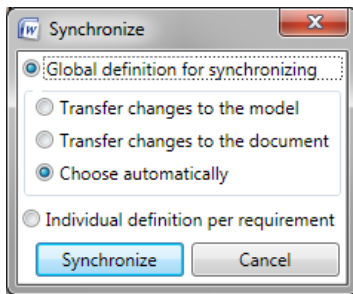 Synchronize
Global definition for synchronizing
Transfer changes to the model
Transfer changes to the document
Choose automatically
Individual definition per requirement
Synchronize Cancel